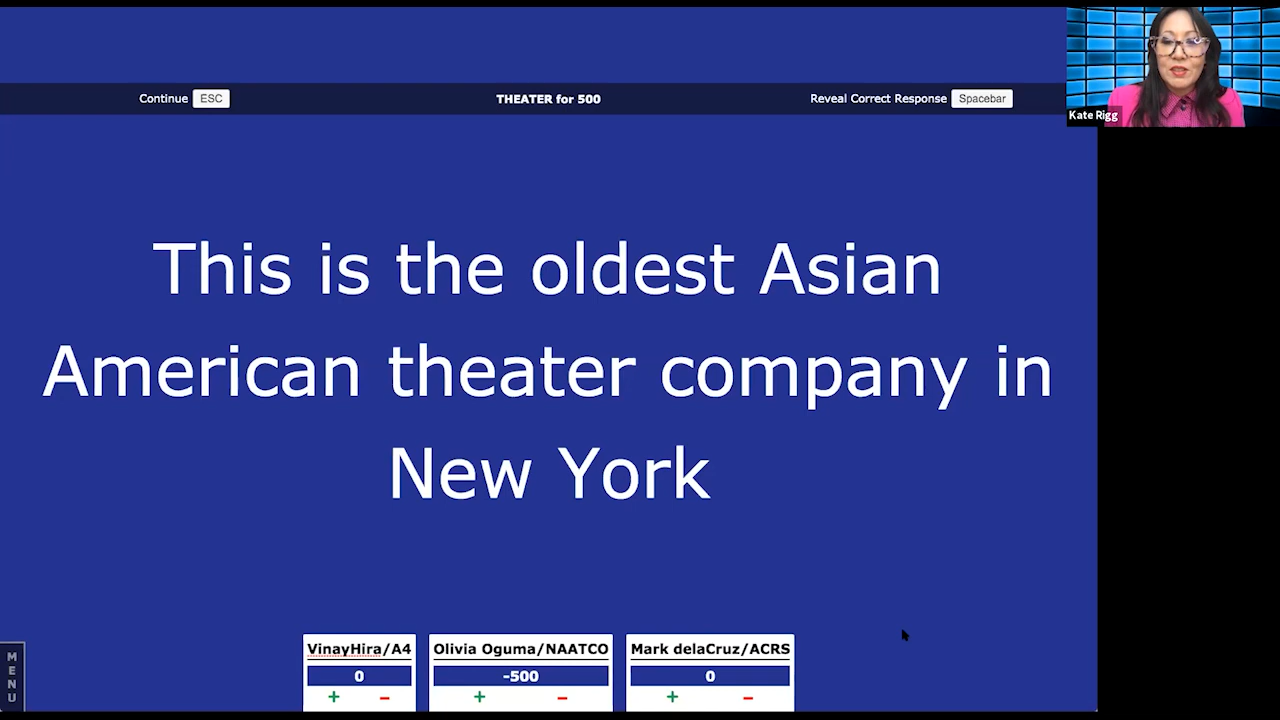 Continue ESC THEATER for 500 Reveal Correct Response Spacebar
Kate Rigg
This is the oldest Asian
American theater company in
New York
MENU
VinayHira/A4 Olivia Oguma/NAATCO Mark delaCruz/ACRS
0 -500 0
+ – + – + –